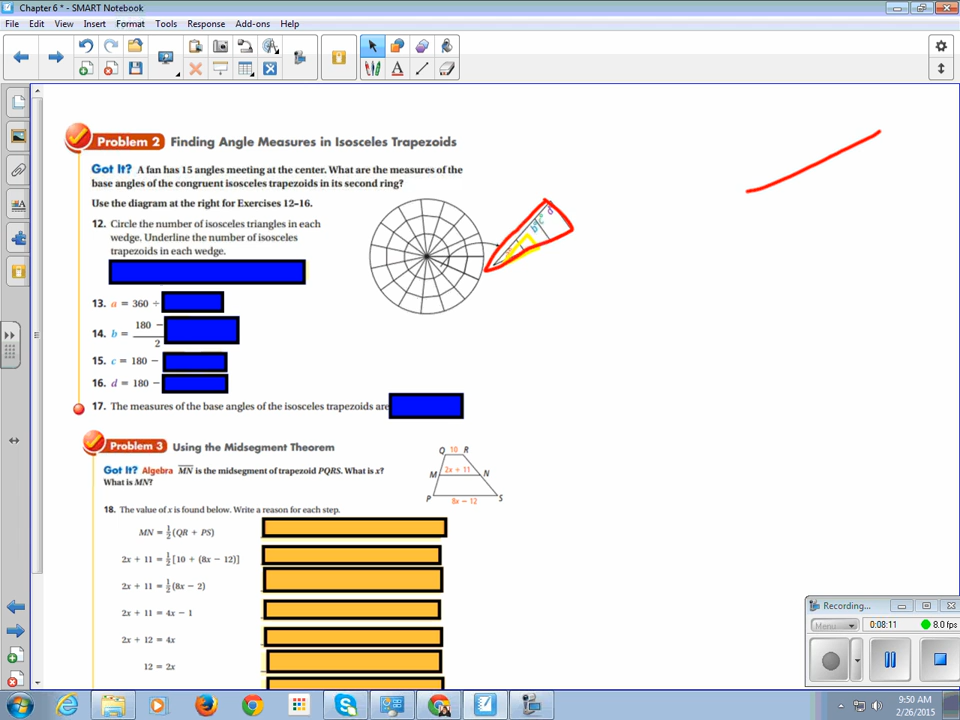 Chapter 6 * - SMART Notebook
File Edit View Insert Format Tools Response Add-ons Help
Problem 2 Finding Angle Measures in Isosceles Trapezoids
Got It? A fan has 15 angles meeting at the center. What are the measures of the
base angles of the congruent isosceles trapezoids in its second ring?
Use the diagram at the right for Exercises 12–16.
12. Circle the number of isosceles triangles in each
wedge. Underline the number of isosceles
trapezoids in each wedge.
b° c° d
13. a = 360 ÷
14. b = 180 − / 2
15. c = 180 −
16. d = 180 −
17. The measures of the base angles of the isosceles trapezoids are
Problem 3 Using the Midsegment Theorem
Got It? Algebra MN is the midsegment of trapezoid PQRS. What is x?
What is MN?
Q 10 R
M 2x + 11 N
P 8x − 12 S
18. The value of x is found below. Write a reason for each step.
MN = ½(QR + PS)
2x + 11 = ½[10 + (8x − 12)]
2x + 11 = ½(8x − 2)
2x + 11 = 4x − 1
2x + 12 = 4x
12 = 2x
Recording...
Menu 0:08:11 8.0 fps
9:50 AM
2/26/2015